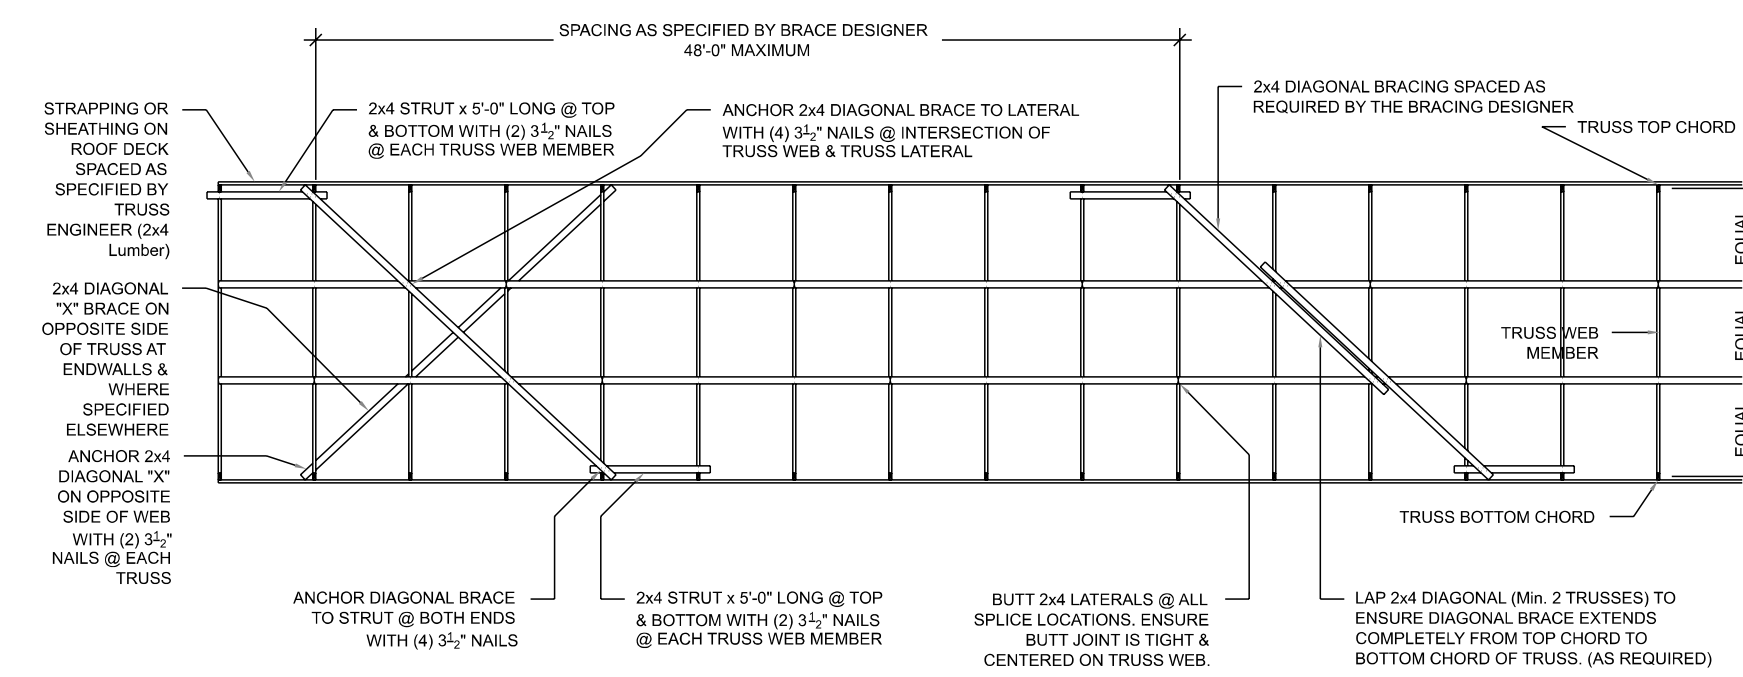 SPACING AS SPECIFIED BY BRACE DESIGNER
48'-0" MAXIMUM
STRAPPING OR
SHEATHING ON
ROOF DECK
SPACED AS
SPECIFIED BY
TRUSS
ENGINEER (2x4
Lumber)
2x4 STRUT x 5'-0" LONG @ TOP
& BOTTOM WITH (2) 3½" NAILS
@ EACH TRUSS WEB MEMBER
ANCHOR 2x4 DIAGONAL BRACE TO LATERAL
WITH (4) 3½" NAILS @ INTERSECTION OF
TRUSS WEB & TRUSS LATERAL
2x4 DIAGONAL BRACING SPACED AS
REQUIRED BY THE BRACING DESIGNER
TRUSS TOP CHORD
EQUAL
EQUAL
EQUAL
2x4 DIAGONAL
"X" BRACE ON
OPPOSITE SIDE
OF TRUSS AT
ENDWALLS &
WHERE
SPECIFIED
ELSEWHERE
TRUSS WEB
MEMBER
ANCHOR 2x4
DIAGONAL "X"
ON OPPOSITE
SIDE OF WEB
WITH (2) 3½"
NAILS @ EACH
TRUSS
TRUSS BOTTOM CHORD
ANCHOR DIAGONAL BRACE
TO STRUT @ BOTH ENDS
WITH (4) 3½" NAILS
2x4 STRUT x 5'-0" LONG @ TOP
& BOTTOM WITH (2) 3½" NAILS
@ EACH TRUSS WEB MEMBER
BUTT 2x4 LATERALS @ ALL
SPLICE LOCATIONS. ENSURE
BUTT JOINT IS TIGHT &
CENTERED ON TRUSS WEB.
LAP 2x4 DIAGONAL (Min. 2 TRUSSES) TO
ENSURE DIAGONAL BRACE EXTENDS
COMPLETELY FROM TOP CHORD TO
BOTTOM CHORD OF TRUSS. (AS REQUIRED)